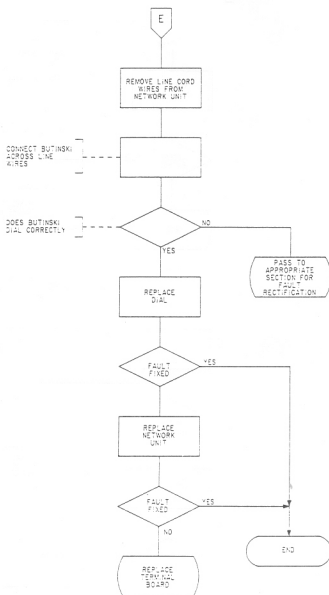 E
REMOVE LINE CORD
WIRES FROM
NETWORK UNIT
CONNECT BUTINSKI
ACROSS LINE
WIRES
DOES BUTINSKI
DIAL CORRECTLY
NO
YES
PASS TO
APPROPRIATE
SECTION FOR
FAULT
RECTIFICATION
REPLACE
DIAL
FAULT
FIXED
YES
REPLACE
NETWORK
UNIT
FAULT
FIXED
YES
NO
END
REPLACE
TERMINAL
BOARD